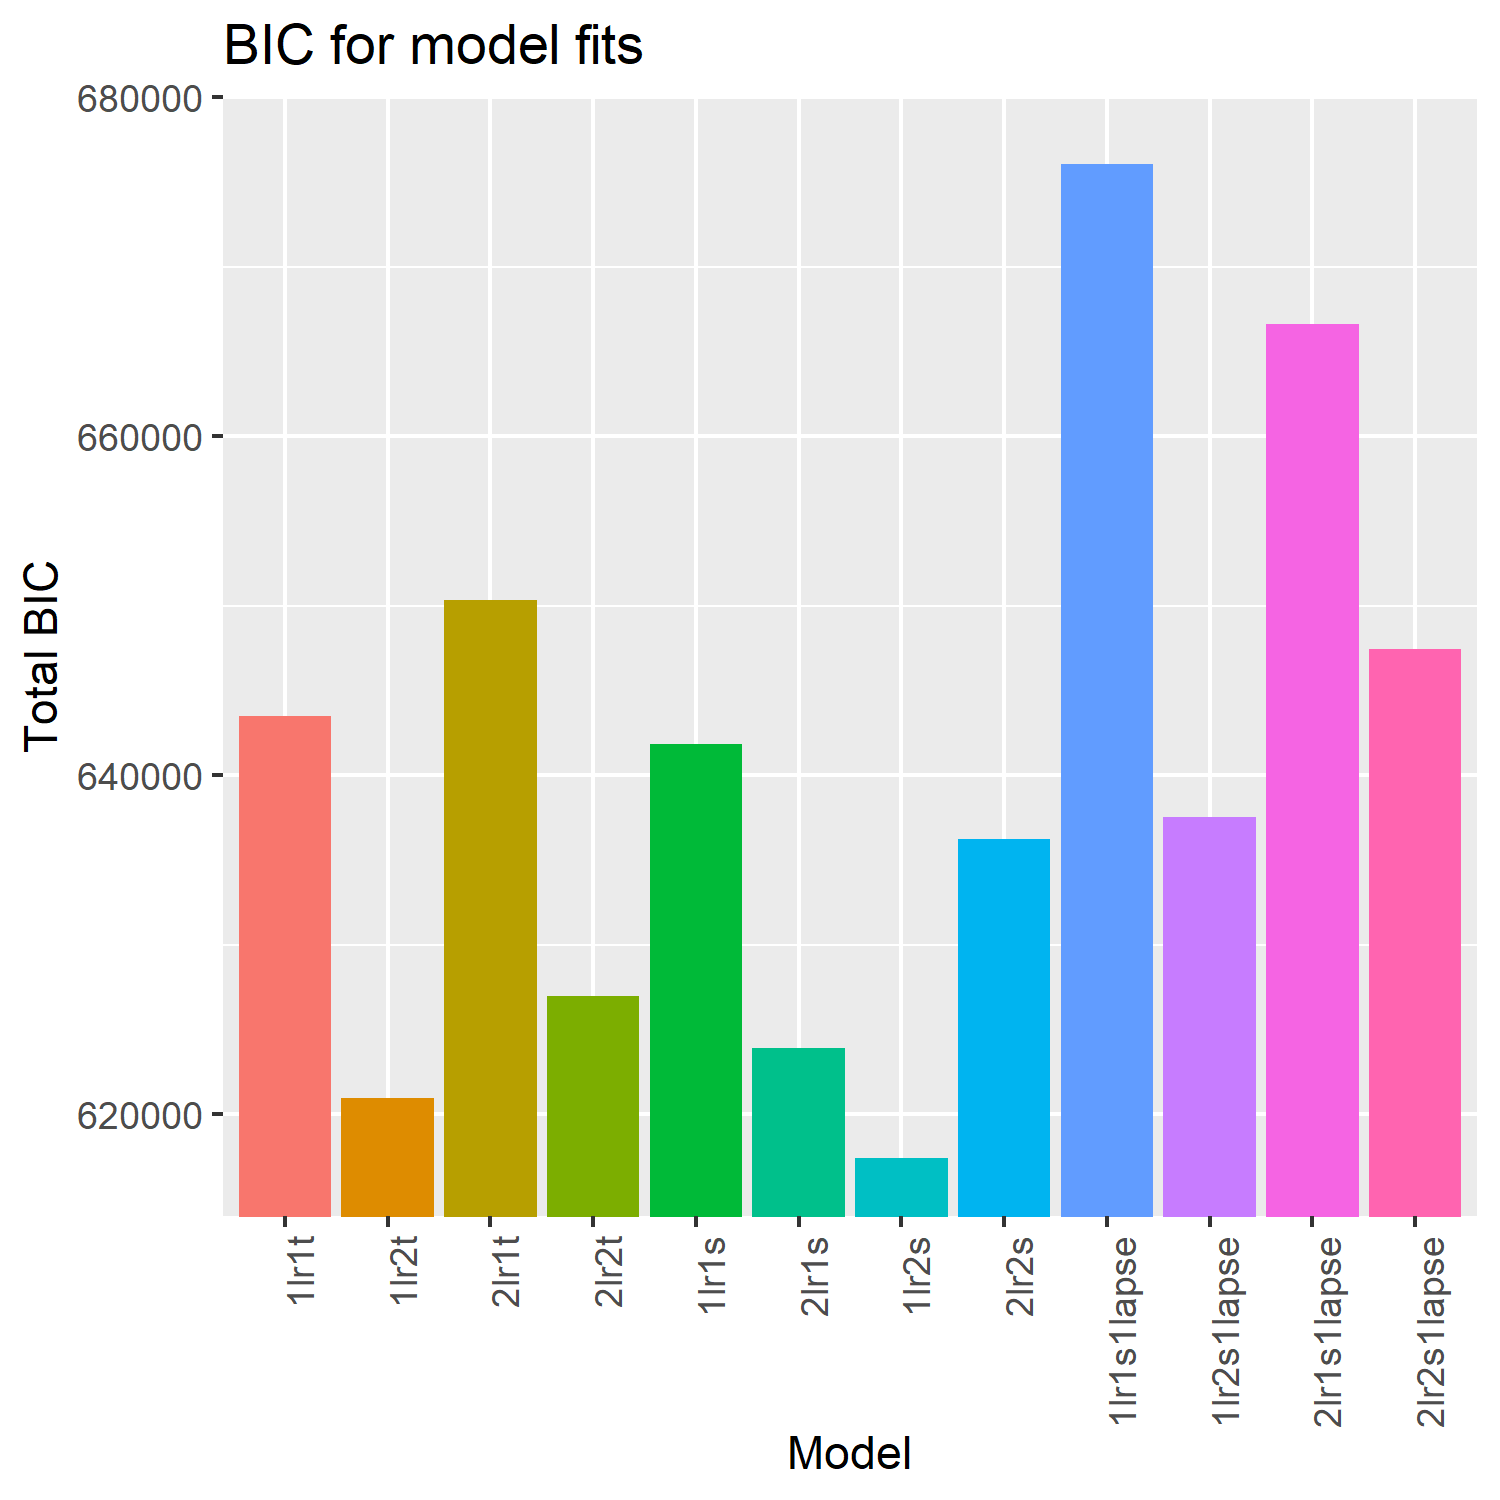 BIC for model fits
Total BIC
680000
660000
640000
620000
1lr1t
1lr2t
2lr1t
2lr2t
1lr1s
2lr1s
1lr2s
2lr2s
1lr1s1lapse
1lr2s1lapse
2lr1s1lapse
2lr2s1lapse
Model